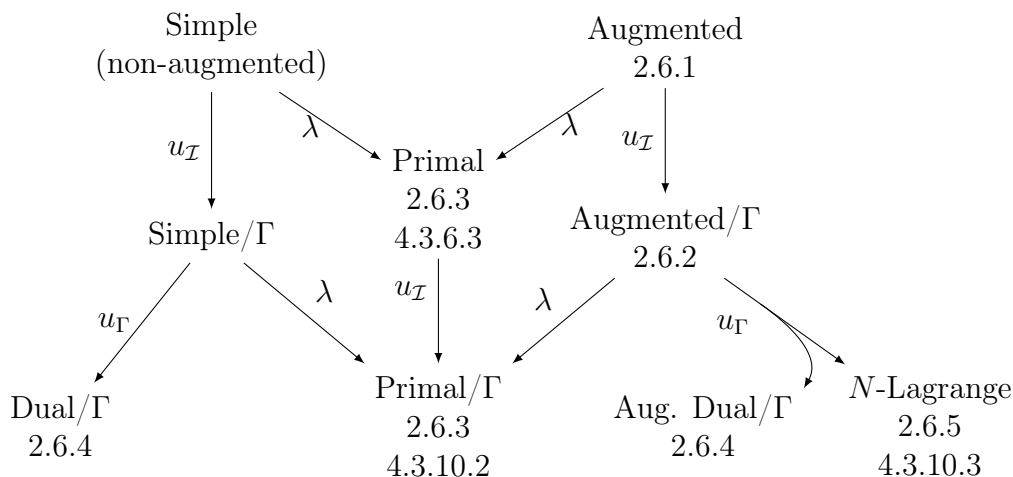 Simple
(non-augmented)
Augmented
2.6.1
λ
λ
u_ℐ
u_ℐ
Primal
2.6.3
4.3.6.3
Simple/Γ
Augmented/Γ
2.6.2
u_ℐ
λ
λ
u_Γ
u_Γ
Dual/Γ
2.6.4
Primal/Γ
2.6.3
4.3.10.2
Aug. Dual/Γ
2.6.4
N-Lagrange
2.6.5
4.3.10.3